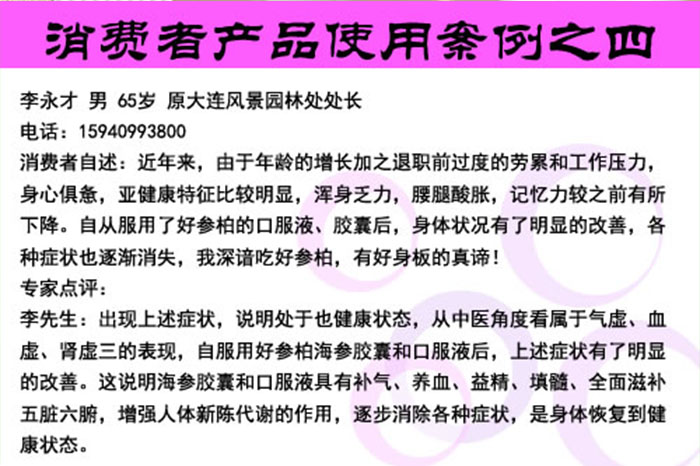 消费者产品使用案例之四
李永才 男 65岁 原大连风景园林处处长
电话：15940993800
消费者自述：近年来，由于年龄的增长加之退职前过度的劳累和工作压力，
身心俱惫，亚健康特征比较明显，浑身乏力，腰腿酸胀，记忆力较之前有所
下降。自从服用了好参柏的口服液、胶囊后，身体状况有了明显的改善，各
种症状也逐渐消失，我深谙吃好参柏，有好身板的真谛！
专家点评：
李先生：出现上述症状，说明处于也健康状态，从中医角度看属于气虚、血
虚、肾虚三的表现，自服用好参柏海参胶囊和口服液后，上述症状有了明显
的改善。这说明海参胶囊和口服液具有补气、养血、益精、填髓、全面滋补
五脏六腑，增强人体新陈代谢的作用，逐步消除各种症状，是身体恢复到健
康状态。